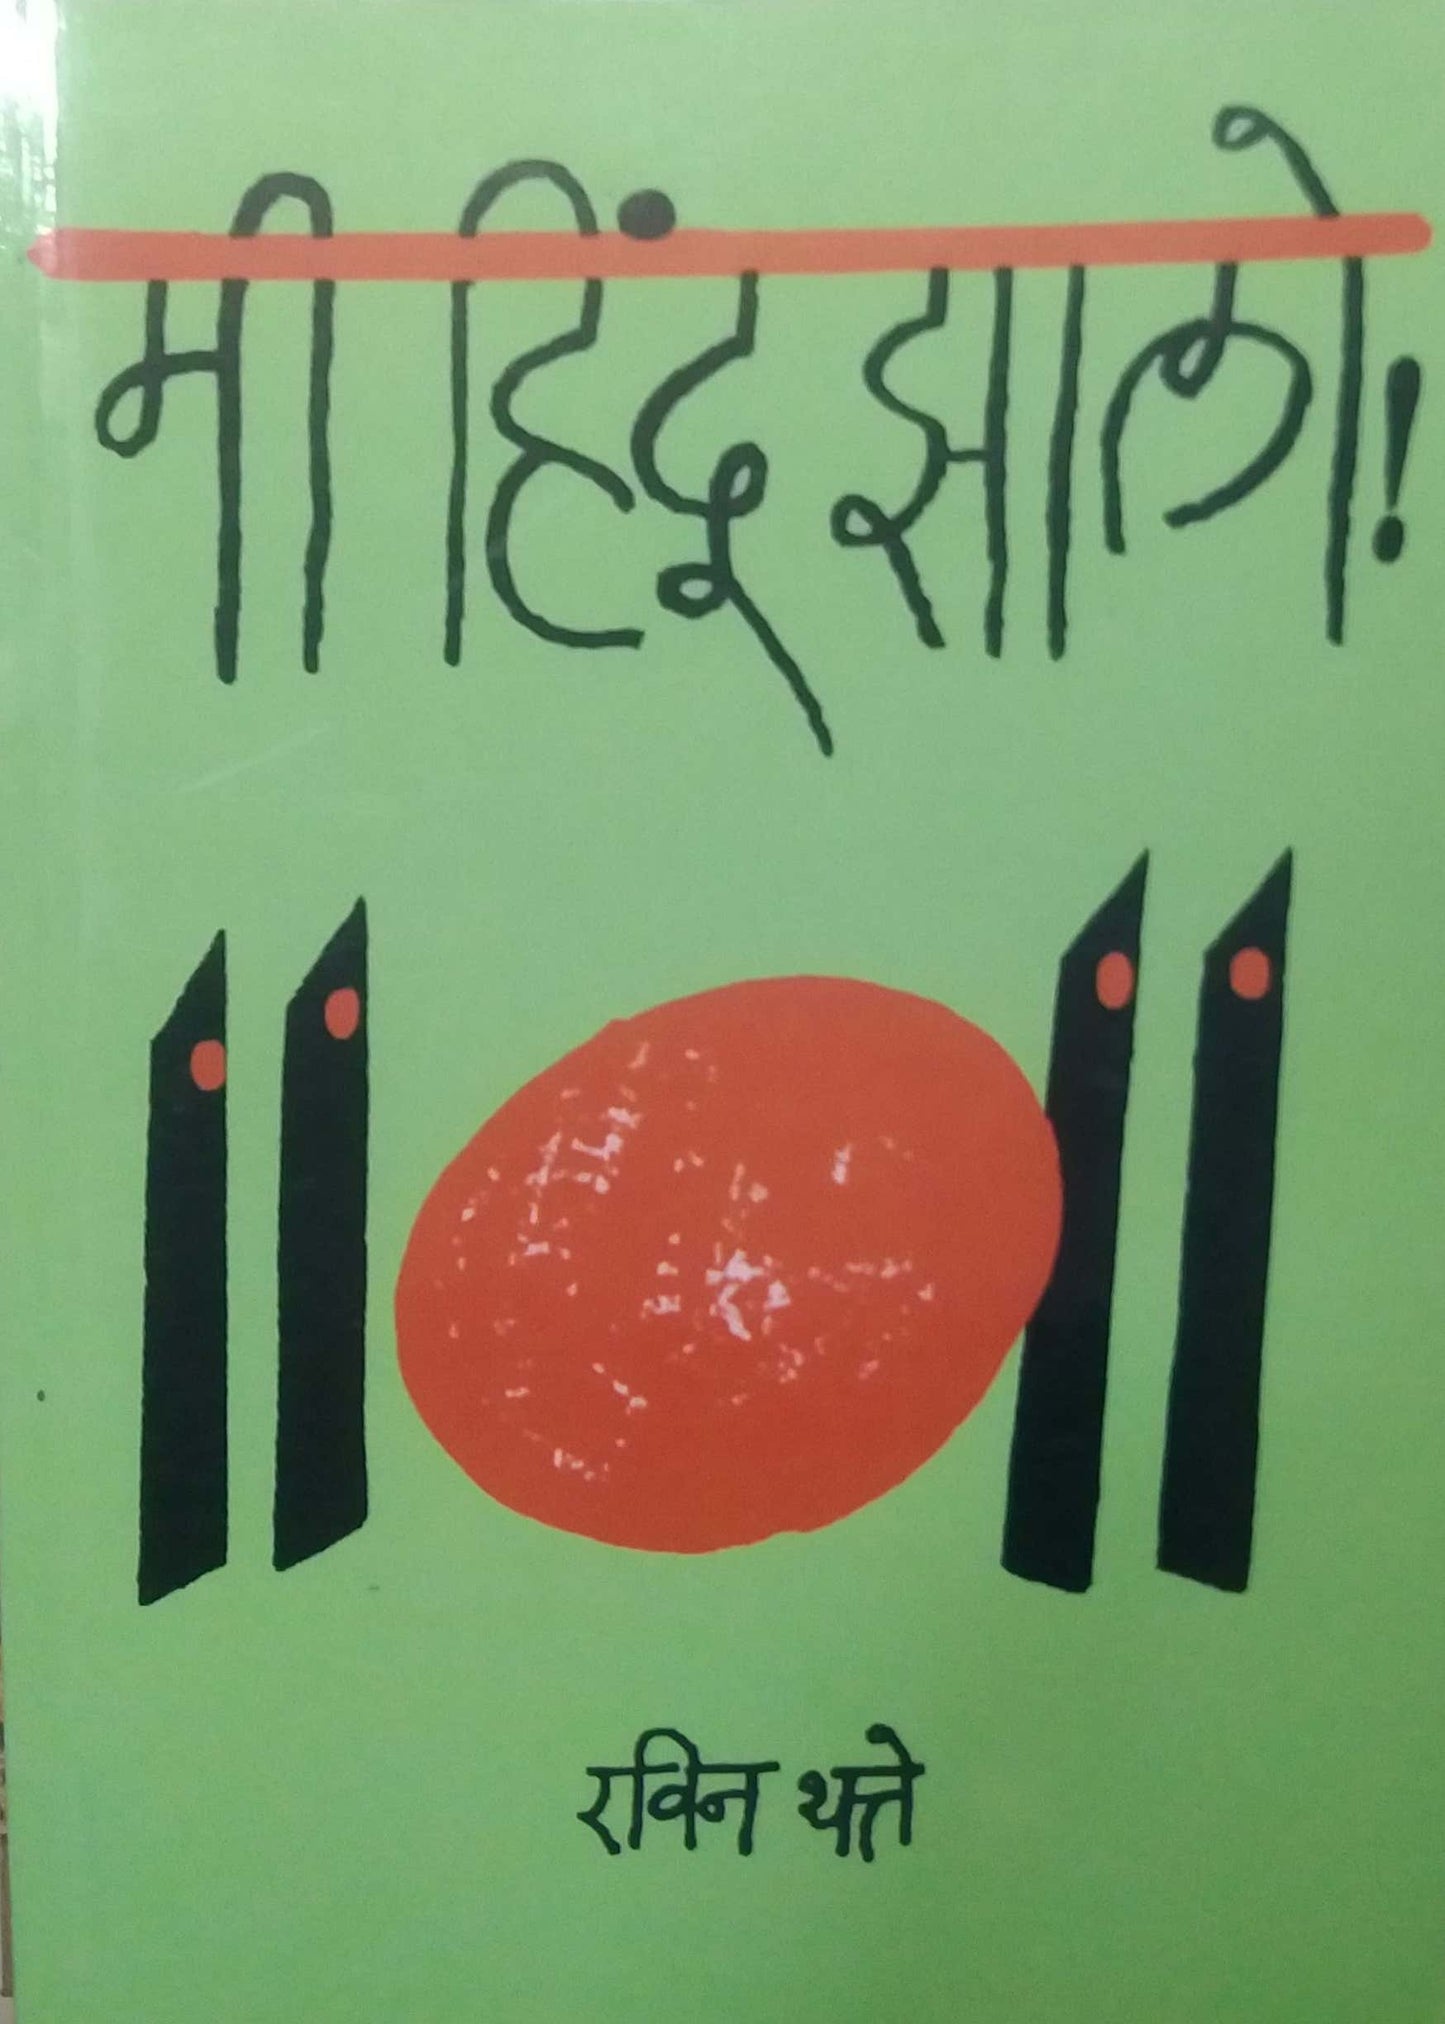 मी हिंदू झालो!
रविन थत्ते